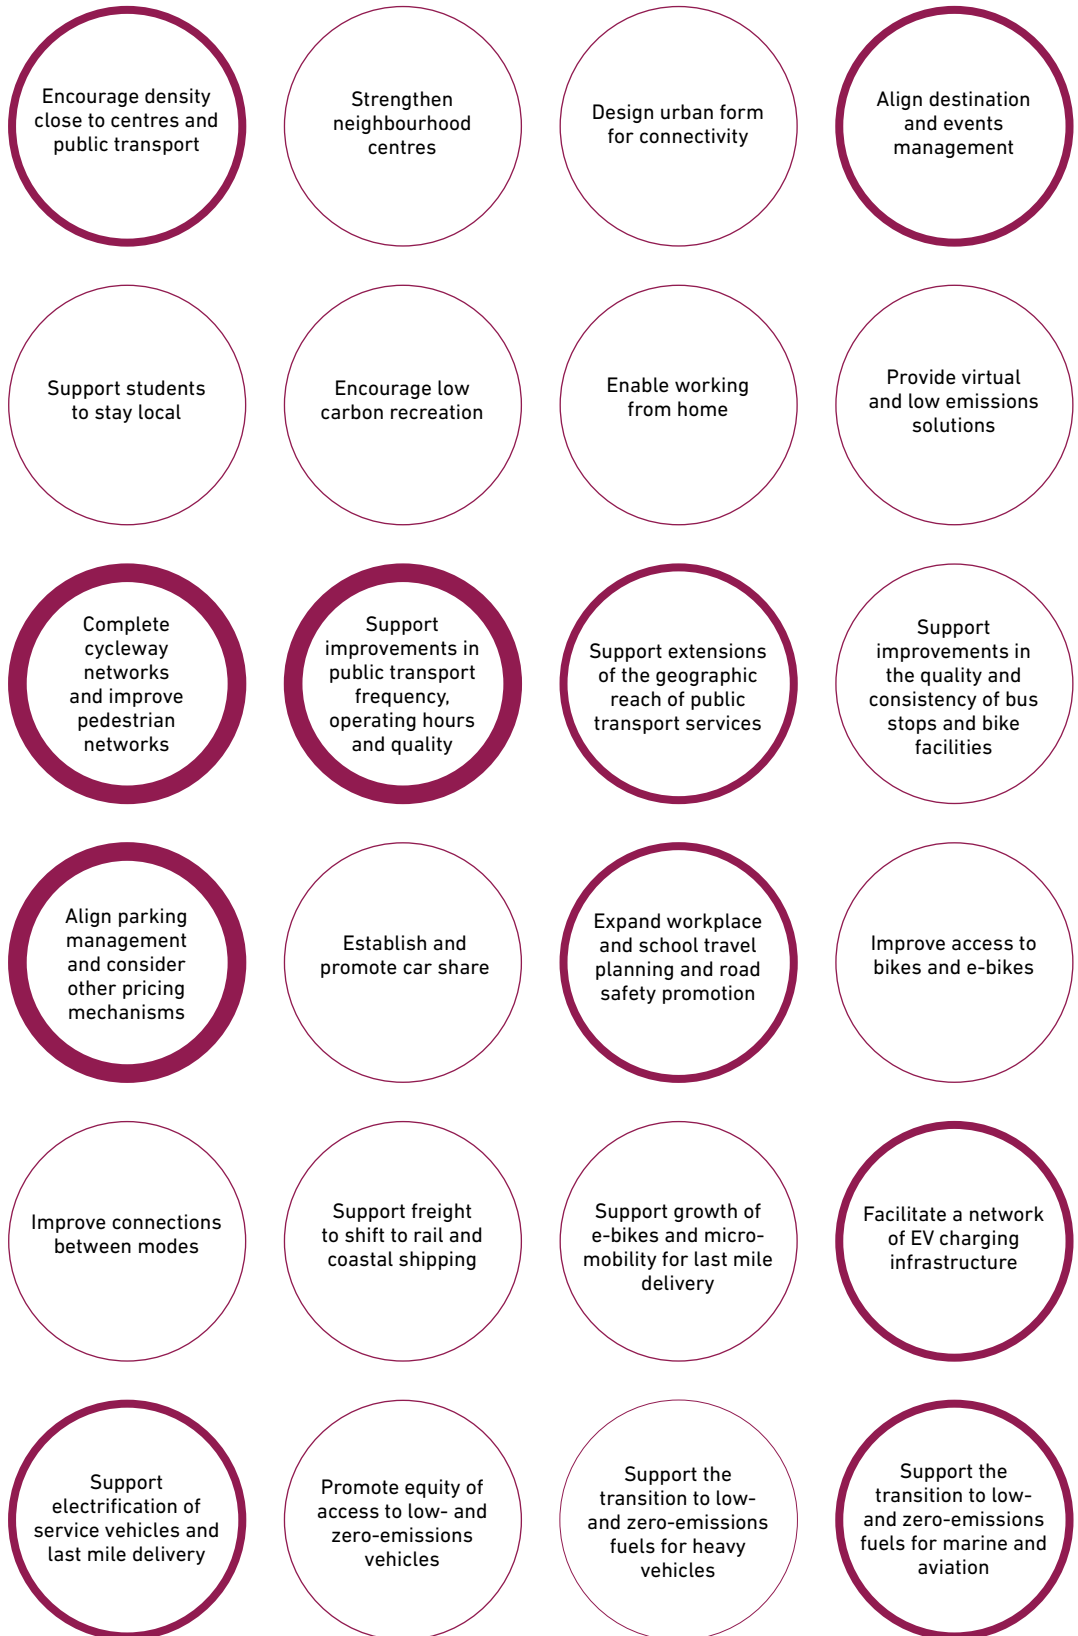 Encourage density
close to centres and
public transport
Strengthen
neighbourhood
centres
Design urban form
for connectivity
Align destination
and events
management
Support students
to stay local
Encourage low
carbon recreation
Enable working
from home
Provide virtual
and low emissions
solutions
Complete
cycleway
networks
and improve
pedestrian
networks
Support
improvements in
public transport
frequency,
operating hours
and quality
Support extensions
of the geographic
reach of public
transport services
Support
improvements in
the quality and
consistency of bus
stops and bike
facilities
Align parking
management
and consider
other pricing
mechanisms
Establish and
promote car share
Expand workplace
and school travel
planning and road
safety promotion
Improve access to
bikes and e-bikes
Improve connections
between modes
Support freight
to shift to rail and
coastal shipping
Support growth of
e-bikes and micro-
mobility for last mile
delivery
Facilitate a network
of EV charging
infrastructure
Support
electrification of
service vehicles and
last mile delivery
Promote equity of
access to low- and
zero-emissions
vehicles
Support the
transition to low-
and zero-emissions
fuels for heavy
vehicles
Support the
transition to low-
and zero-emissions
fuels for marine and
aviation